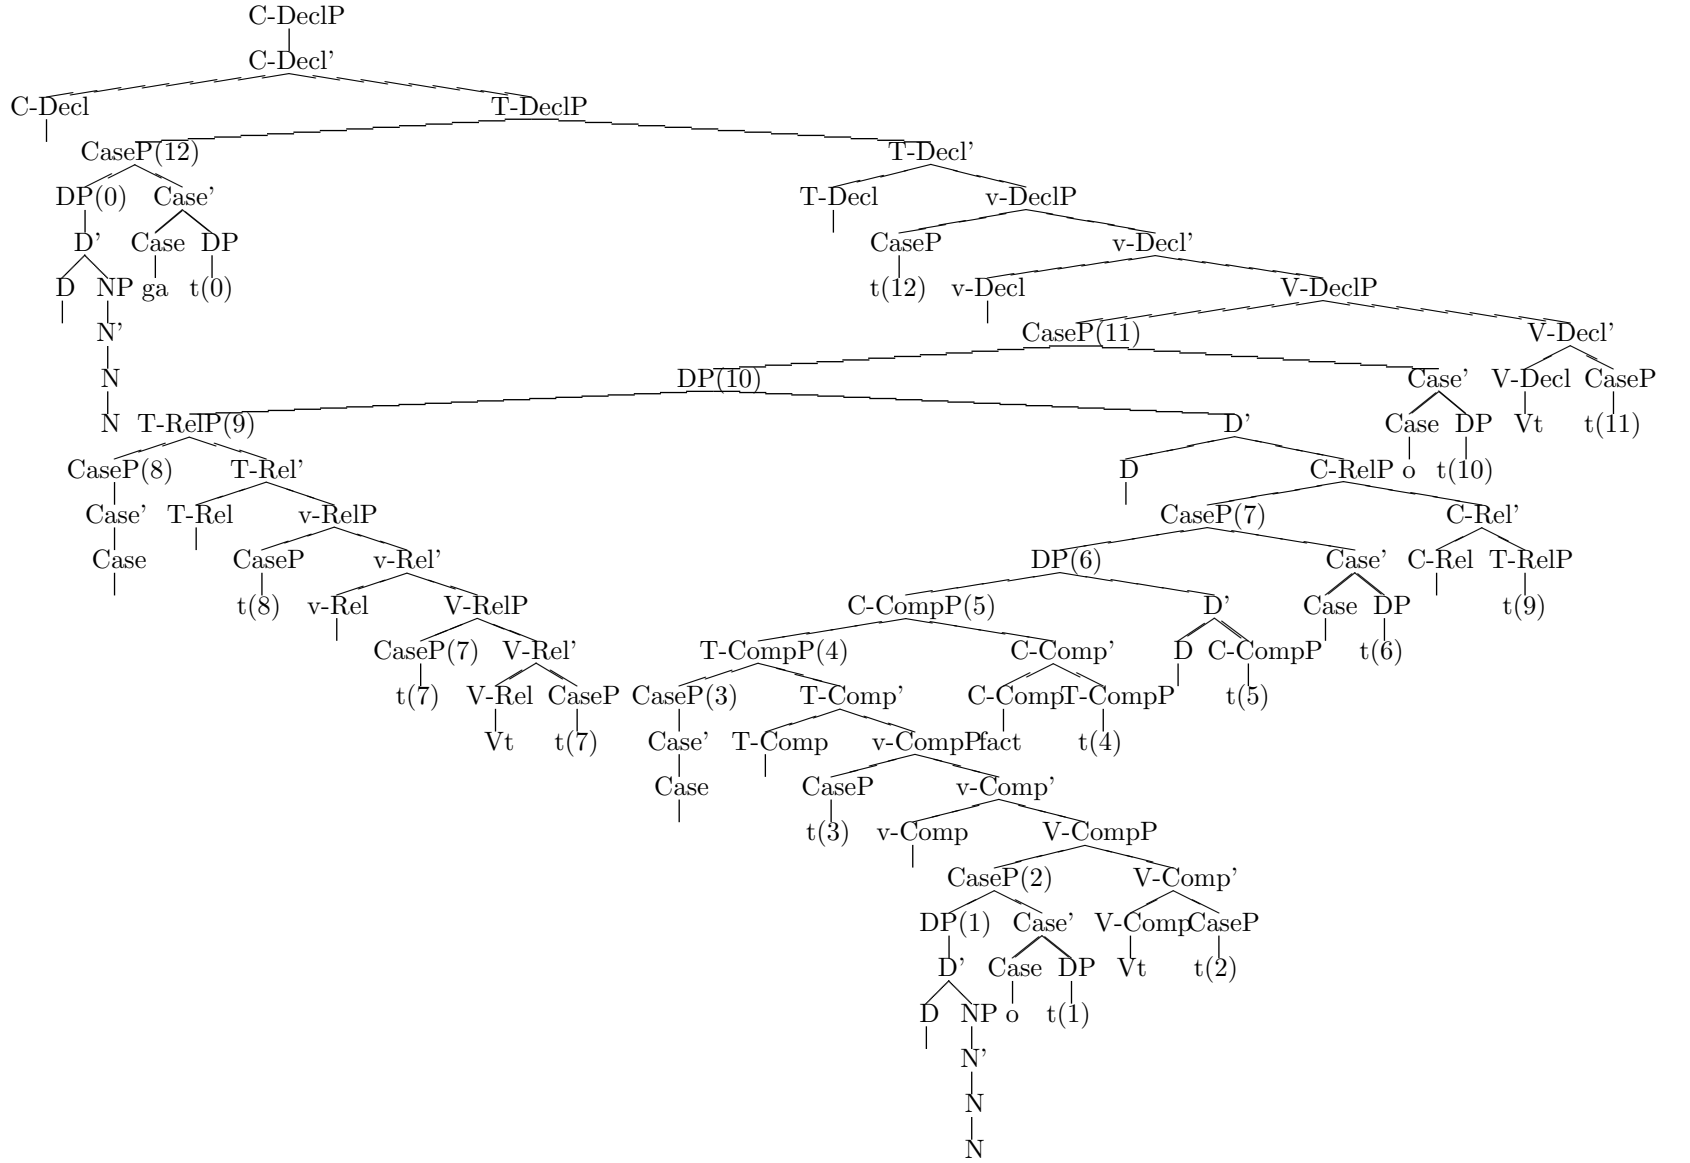 C-DeclP
C-Decl'
C-Decl T-DeclP
CaseP(12) T-Decl'
DP(0) Case' T-Decl v-DeclP
D' Case DP CaseP v-Decl'
D NP ga t(0) t(12) v-Decl V-DeclP
N' CaseP(11) V-Decl'
N DP(10) Case' V-Decl CaseP
N T-RelP(9) D' Case DP Vt t(11)
CaseP(8) T-Rel' D C-RelP o t(10)
Case' T-Rel v-RelP CaseP(7) C-Rel'
Case CaseP v-Rel' DP(6) Case' C-Rel T-RelP
t(8) v-Rel V-RelP C-CompP(5) D' Case DP t(9)
CaseP(7) V-Rel' T-CompP(4) C-Comp' D C-CompP t(6)
t(7) V-Rel CaseP CaseP(3) T-Comp' C-Comp T-CompP t(5)
Vt t(7) Case' T-Comp v-CompP fact t(4)
Case CaseP v-Comp'
t(3) v-Comp V-CompP
CaseP(2) V-Comp'
DP(1) Case' V-Comp CaseP
D' Case DP Vt t(2)
D NP o t(1)
N'
N
N